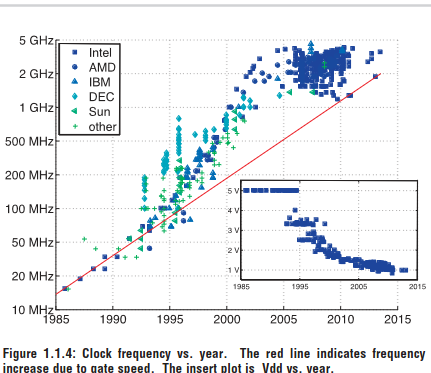 5 GHz
2 GHz
1 GHz
500 MHz
200 MHz
100 MHz
50 MHz
20 MHz
10 MHz
Intel
AMD
IBM
DEC
Sun
other
5 V
4 V
3 V
2 V
1 V
1985 1995 2005 2015
1985 1990 1995 2000 2005 2010 2015
Figure 1.1.4: Clock frequency vs. year. The red line indicates frequency
increase due to gate speed. The insert plot is Vdd vs. year.